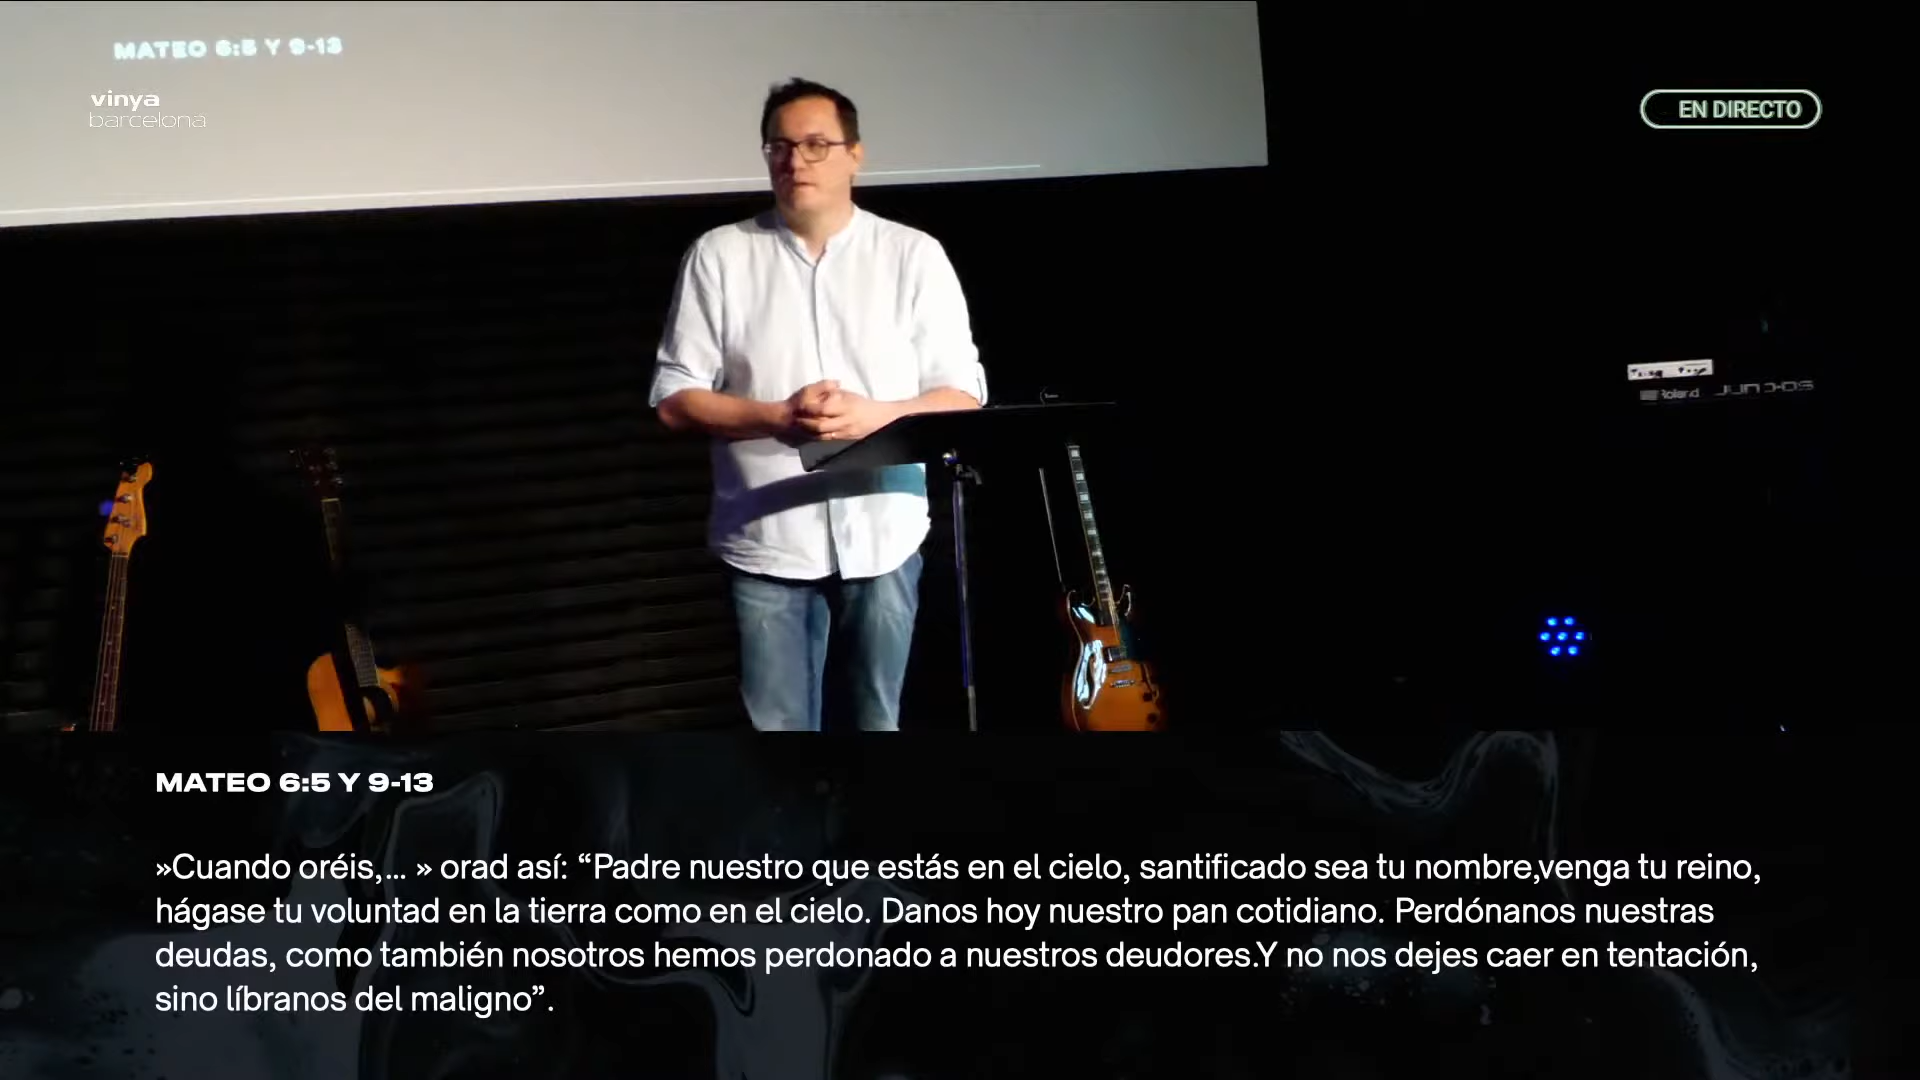 MATEO 6:5 Y 9-13
vinya
barcelona
EN DIRECTO
Roland JUNO-DS
MATEO 6:5 Y 9-13
»Cuando oréis,... » orad así: “Padre nuestro que estás en el cielo, santificado sea tu nombre,venga tu reino,
hágase tu voluntad en la tierra como en el cielo. Danos hoy nuestro pan cotidiano. Perdónanos nuestras
deudas, como también nosotros hemos perdonado a nuestros deudores.Y no nos dejes caer en tentación,
sino líbranos del maligno”.